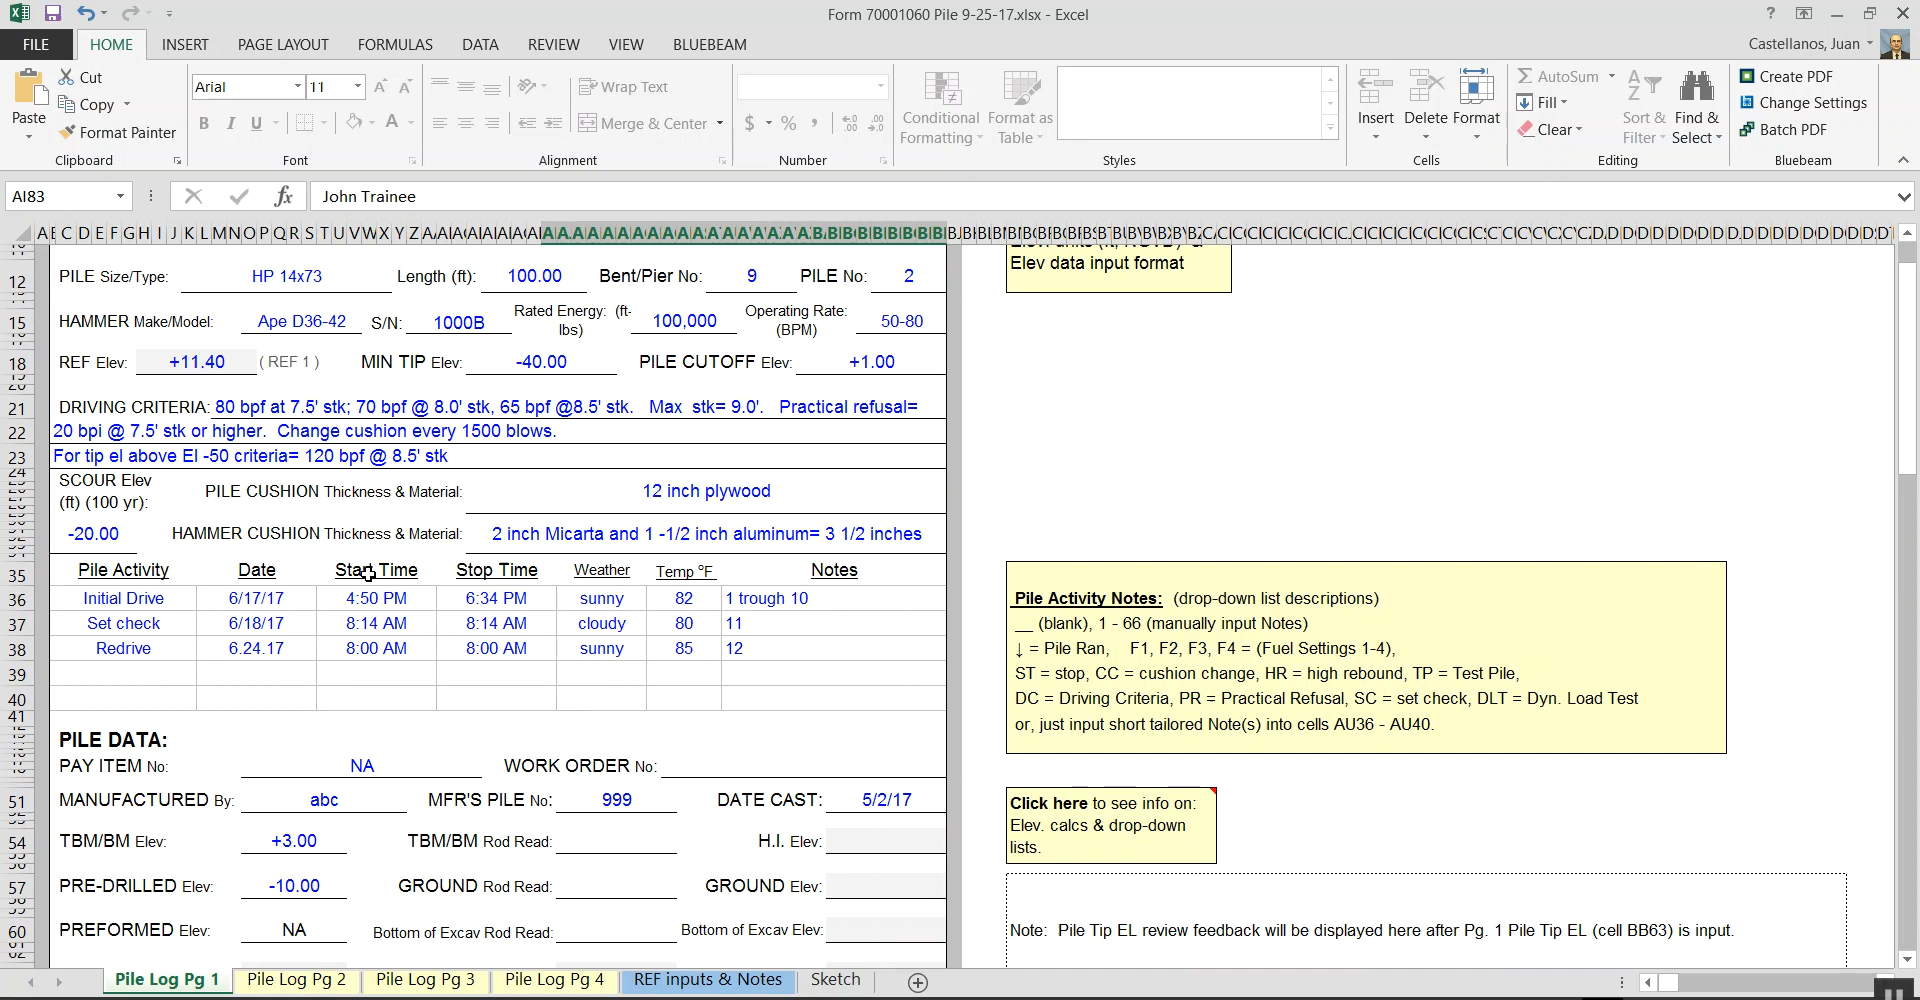 Form 70001060 Pile 9-25-17.xlsx - Excel
FILE HOME INSERT PAGE LAYOUT FORMULAS DATA REVIEW VIEW BLUEBEAM Castellanos, Juan
Paste Cut Copy Format Painter Clipboard
Arial 11 B I U A Font
Wrap Text Merge & Center Alignment
$ % , Number
Conditional Formatting Format as Table Styles
Insert Delete Format Cells
AutoSum Fill Clear Sort & Filter Find & Select Editing
Create PDF Change Settings Batch PDF Bluebeam
AI83 fx John Trainee
Elev data input format
12 PILE Size/Type: HP 14x73 Length (ft): 100.00 Bent/Pier No: 9 PILE No: 2
15 HAMMER Make/Model: Ape D36-42 S/N: 1000B Rated Energy: (ft-lbs) 100,000 Operating Rate: (BPM) 50-80
18 REF Elev: +11.40 ( REF 1 ) MIN TIP Elev: -40.00 PILE CUTOFF Elev: +1.00
21 DRIVING CRITERIA: 80 bpf at 7.5' stk; 70 bpf @ 8.0' stk, 65 bpf @8.5' stk. Max stk= 9.0'. Practical refusal=
22 20 bpi @ 7.5' stk or higher. Change cushion every 1500 blows.
23 For tip el above El -50 criteria= 120 bpf @ 8.5' stk
SCOUR Elev (ft) (100 yr): PILE CUSHION Thickness & Material: 12 inch plywood
-20.00 HAMMER CUSHION Thickness & Material: 2 inch Micarta and 1 -1/2 inch aluminum= 3 1/2 inches
35 Pile Activity Date Start Time Stop Time Weather Temp °F Notes
36 Initial Drive 6/17/17 4:50 PM 6:34 PM sunny 82 1 trough 10
37 Set check 6/18/17 8:14 AM 8:14 AM cloudy 80 11
38 Redrive 6.24.17 8:00 AM 8:00 AM sunny 85 12
39
40
41
PILE DATA:
PAY ITEM No: NA WORK ORDER No:
51 MANUFACTURED By: abc MFR'S PILE No: 999 DATE CAST: 5/2/17
54 TBM/BM Elev: +3.00 TBM/BM Rod Read: H.I. Elev:
57 PRE-DRILLED Elev: -10.00 GROUND Rod Read: GROUND Elev:
60 PREFORMED Elev: NA Bottom of Excav Rod Read: Bottom of Excav Elev:
Pile Activity Notes: (drop-down list descriptions)
__ (blank), 1 - 66 (manually input Notes)
↓ = Pile Ran, F1, F2, F3, F4 = (Fuel Settings 1-4),
ST = stop, CC = cushion change, HR = high rebound, TP = Test Pile,
DC = Driving Criteria, PR = Practical Refusal, SC = set check, DLT = Dyn. Load Test
or, just input short tailored Note(s) into cells AU36 - AU40.
Click here to see info on:
Elev. calcs & drop-down
lists.
Note: Pile Tip EL review feedback will be displayed here after Pg. 1 Pile Tip EL (cell BB63) is input.
Pile Log Pg 1 Pile Log Pg 2 Pile Log Pg 3 Pile Log Pg 4 REF inputs & Notes Sketch